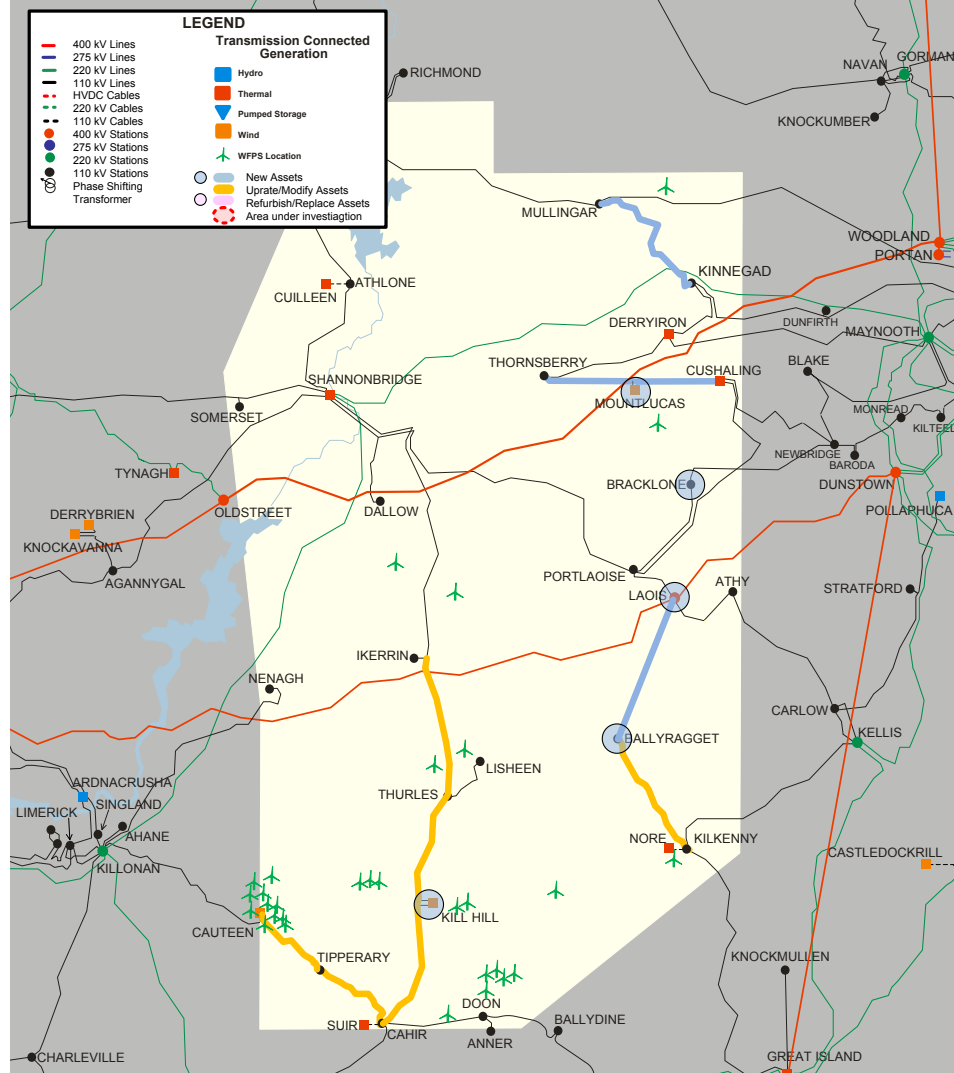 LEGEND
400 kV Lines
275 kV Lines
220 kV Lines
110 kV Lines
HVDC Cables
220 kV Cables
110 kV Cables
400 kV Stations
275 kV Stations
220 kV Stations
110 kV Stations
Phase Shifting
Transformer
Transmission Connected
Generation
Hydro
Thermal
Pumped Storage
Wind
WFPS Location
New Assets
Uprate/Modify Assets
Refurbish/Replace Assets
Area under investiagtion
RICHMOND
NAVAN
GORMAN
KNOCKUMBER
MULLINGAR
WOODLAND
PORTAN
KINNEGAD
ATHLONE
CUILLEEN
DERRYIRON
DUNFIRTH
MAYNOOTH
THORNSBERRY
BLAKE
CUSHALING
SHANNONBRIDGE
MOUNTLUCAS
SOMERSET
MONREAD
KILTEEL
NEWBRIDGE
BARODA
TYNAGH
BRACKLONE
DUNSTOWN
OLDSTREET
DALLOW
POLLAPHUCA
DERRYBRIEN
KNOCKAVANNA
AGANNYGAL
PORTLAOISE
ATHY
STRATFORD
LAOIS
IKERRIN
NENAGH
CARLOW
KELLIS
BALLYRAGGET
LISHEEN
ARDNACRUSHA
SINGLAND
LIMERICK
AHANE
THURLES
NORE
KILKENNY
CASTLEDOCKRILL
KILLONAN
KILL HILL
CAUTEEN
TIPPERARY
KNOCKMULLEN
DOON
SUIR
CAHIR
ANNER
BALLYDINE
CHARLEVILLE
GREAT ISLAND